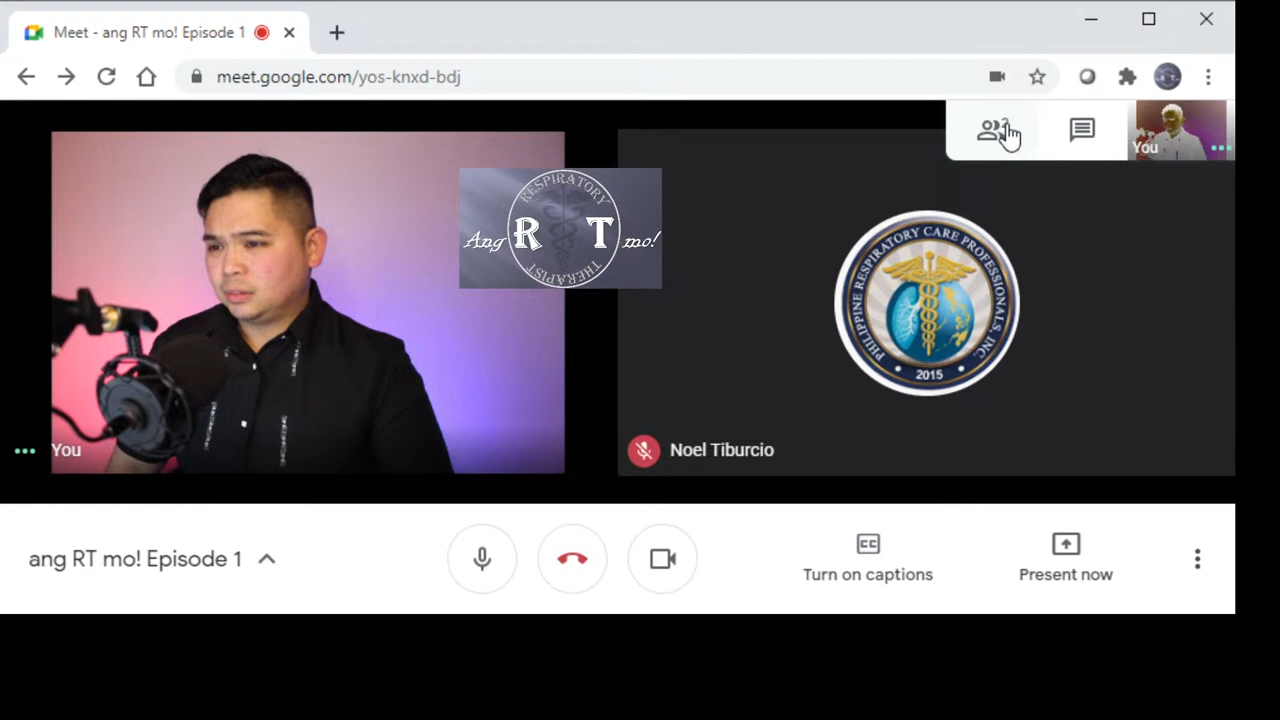 Meet - ang RT mo! Episode 1
meet.google.com/yos-knxd-bdj
You
RESPIRATORY
Ang R T mo!
THERAPIST
PHILIPPINE RESPIRATORY CARE PROFESSIONALS, INC.
• 2015 •
You
Noel Tiburcio
ang RT mo! Episode 1
CC
Turn on captions
Present now